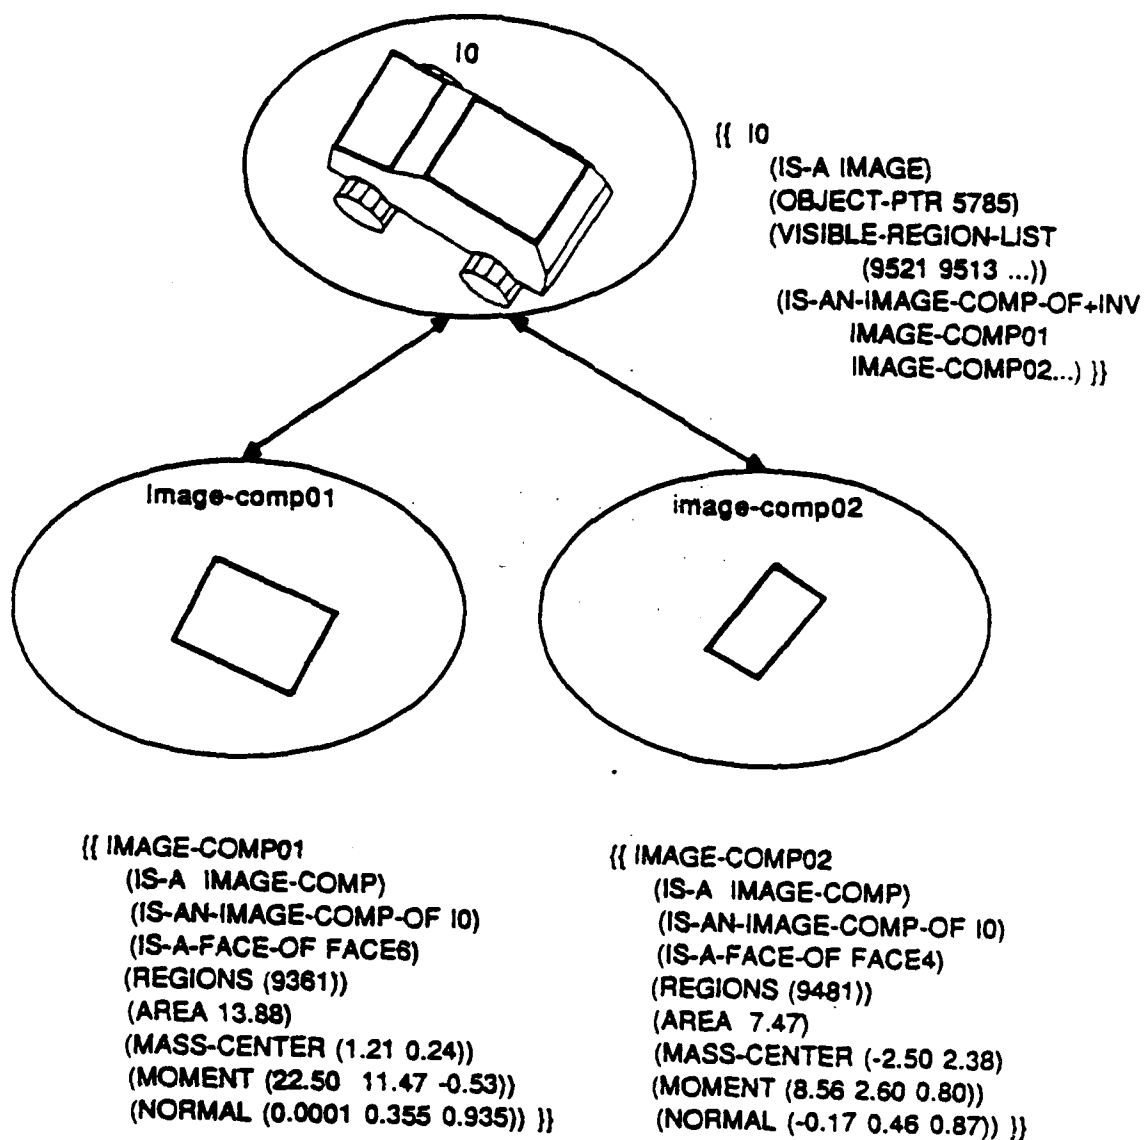 I0
{{ I0
(IS-A IMAGE)
(OBJECT-PTR 5785)
(VISIBLE-REGION-LIST
(9521 9513 ...))
(IS-AN-IMAGE-COMP-OF+INV
IMAGE-COMP01
IMAGE-COMP02...) }}
Image-comp01
image-comp02
{{ IMAGE-COMP01
(IS-A IMAGE-COMP)
(IS-AN-IMAGE-COMP-OF I0)
(IS-A-FACE-OF FACE6)
(REGIONS (9361))
(AREA 13.88)
(MASS-CENTER (1.21 0.24))
(MOMENT (22.50 11.47 -0.53))
(NORMAL (0.0001 0.355 0.935)) }}
{{ IMAGE-COMP02
(IS-A IMAGE-COMP)
(IS-AN-IMAGE-COMP-OF I0)
(IS-A-FACE-OF FACE4)
(REGIONS (9481))
(AREA 7.47)
(MASS-CENTER (-2.50 2.38)
(MOMENT (8.56 2.60 0.80))
(NORMAL (-0.17 0.46 0.87)) }}